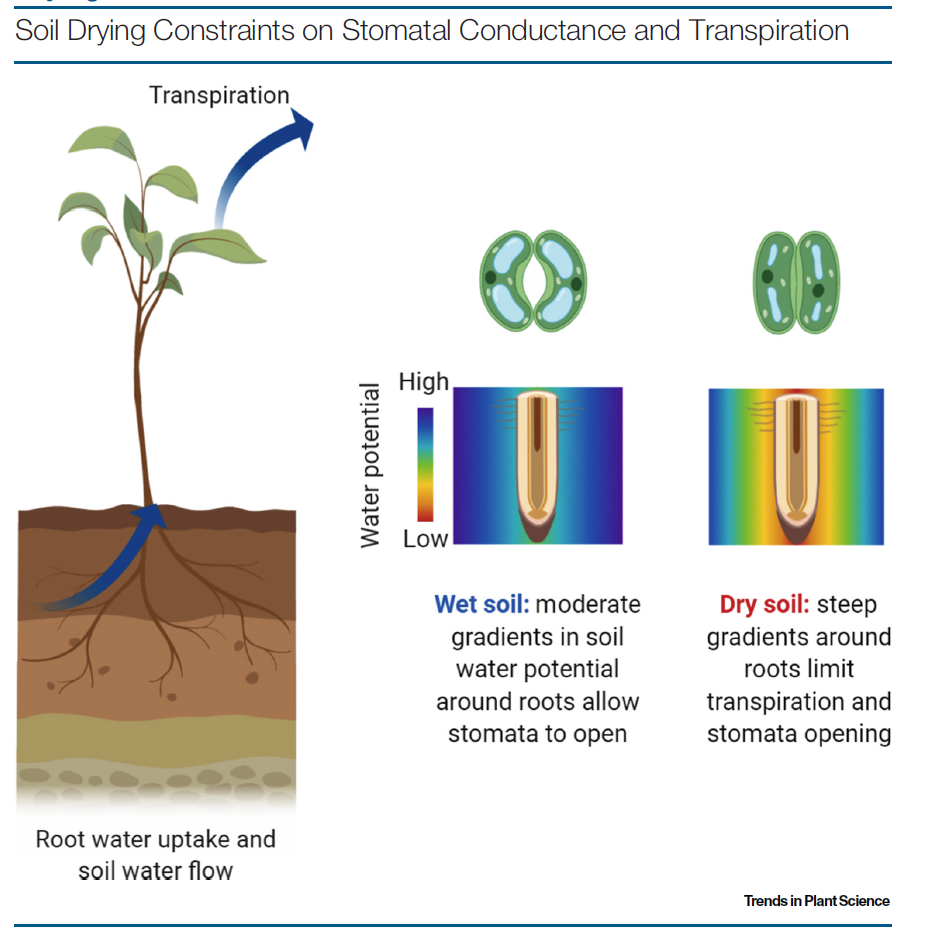 Soil Drying Constraints on Stomatal Conductance and Transpiration
Transpiration
High
Water potential
Low
Wet soil: moderate
gradients in soil
water potential
around roots allow
stomata to open
Dry soil: steep
gradients around
roots limit
transpiration and
stomata opening
Root water uptake and
soil water flow
Trends in Plant Science